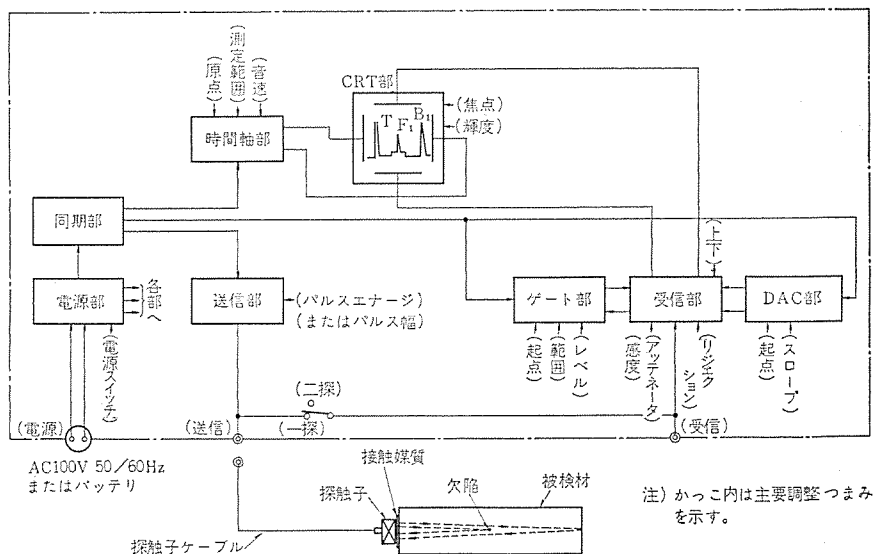 (原点)
(測定範囲)
(音速)
時間軸部
CRT部
T
F1
B1
(焦点)
(輝度)
同期部
電源部
各部へ
(電源スイッチ)
送信部
(パルスエナージ)
(またはパルス幅)
ゲート部
(起点)
(範囲)
(レベル)
受信部
(上下)
(感度)
(アッテネータ)
(リジェク
ション)
DAC部
(起点)
(スロープ)
(二探)
(一探)
(電源)
(送信)
(受信)
AC100V 50/60Hz
またはバッテリ
接触媒質
探触子
欠陥
被検材
探触子ケーブル
注) かっこ内は主要調整つまみ
を示す。